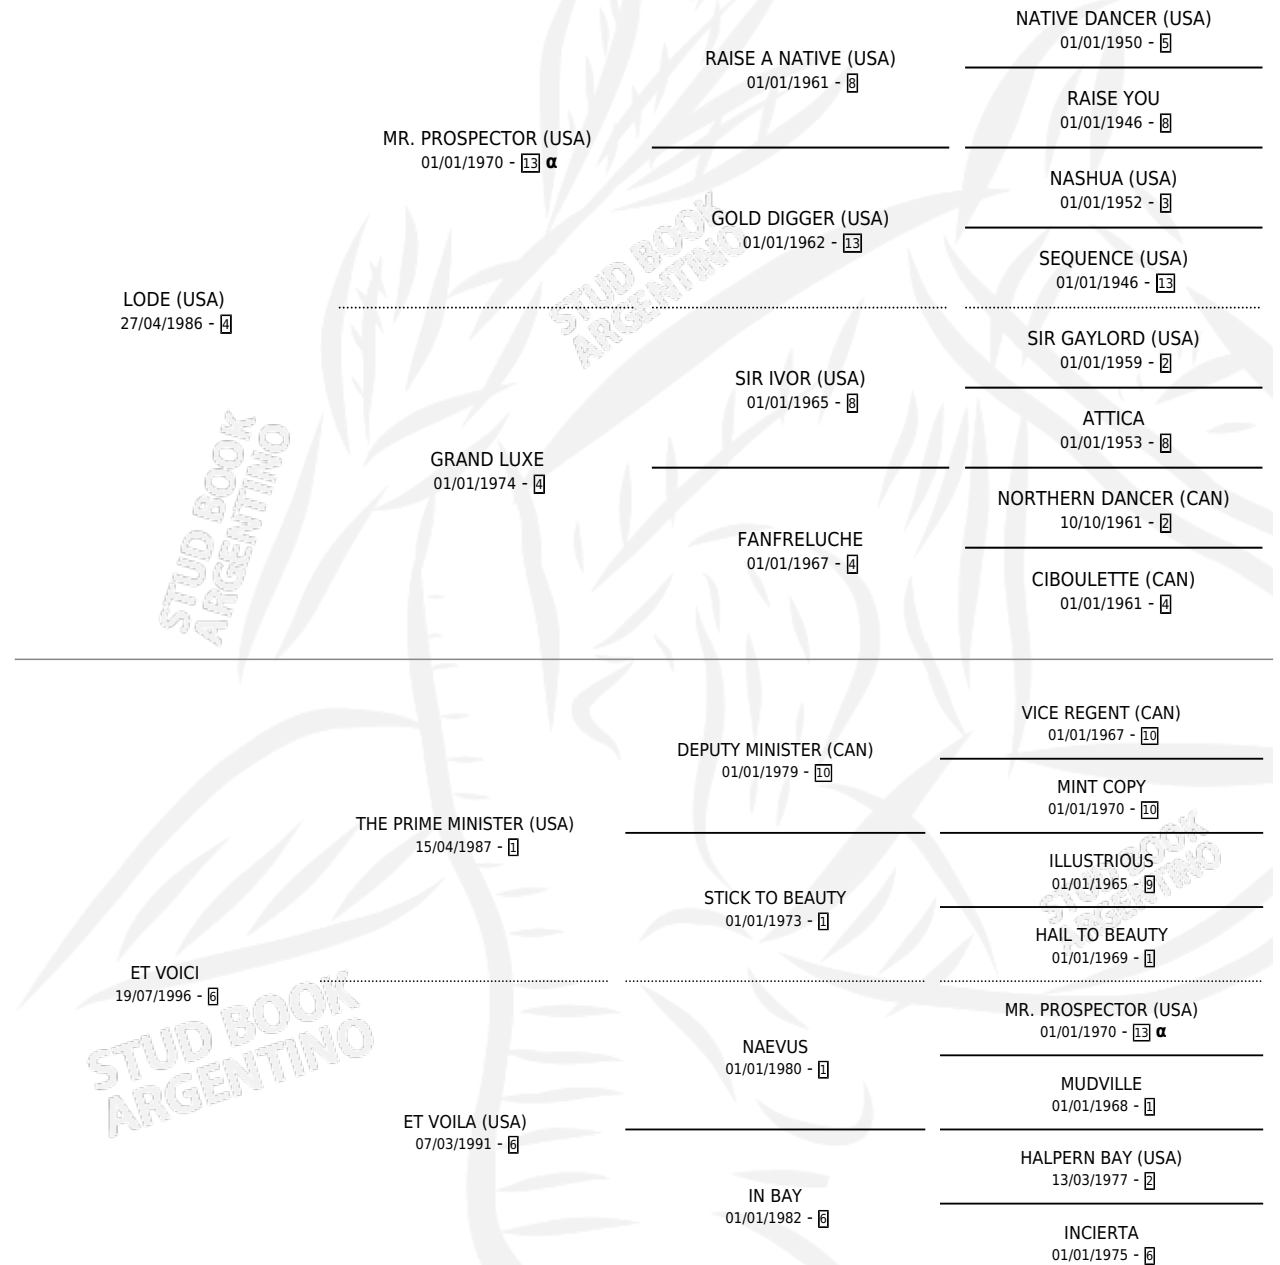 NATIVE DANCER (USA)
01/01/1950 - 5
RAISE A NATIVE (USA)
01/01/1961 - 8
RAISE YOU
01/01/1946 - 8
MR. PROSPECTOR (USA)
01/01/1970 - 13 α
NASHUA (USA)
01/01/1952 - 3
GOLD DIGGER (USA)
01/01/1962 - 13
SEQUENCE (USA)
01/01/1946 - 13
LODE (USA)
27/04/1986 - 4
STUD BOOK
ARGENTINO
SIR GAYLORD (USA)
01/01/1959 - 2
SIR IVOR (USA)
01/01/1965 - 8
ATTICA
01/01/1953 - 8
GRAND LUXE
01/01/1974 - 4
NORTHERN DANCER (CAN)
10/10/1961 - 2
FANFRELUCHE
01/01/1967 - 4
CIBOULETTE (CAN)
01/01/1961 - 4
STUD BOOK
ARGENTINO
VICE REGENT (CAN)
01/01/1967 - 10
DEPUTY MINISTER (CAN)
01/01/1979 - 10
MINT COPY
01/01/1970 - 10
THE PRIME MINISTER (USA)
15/04/1987 - 1
ILLUSTRIOUS
01/01/1965 - 9
STICK TO BEAUTY
01/01/1973 - 1
HAIL TO BEAUTY
01/01/1969 - 1
STUD BOOK
ARGENTINO
ET VOICI
19/07/1996 - 6
MR. PROSPECTOR (USA)
01/01/1970 - 13 α
NAEVUS
01/01/1980 - 1
MUDVILLE
01/01/1968 - 1
STUD BOOK
ARGENTINO
ET VOILA (USA)
07/03/1991 - 6
HALPERN BAY (USA)
13/03/1977 - 2
IN BAY
01/01/1982 - 6
INCIERTA
01/01/1975 - 6